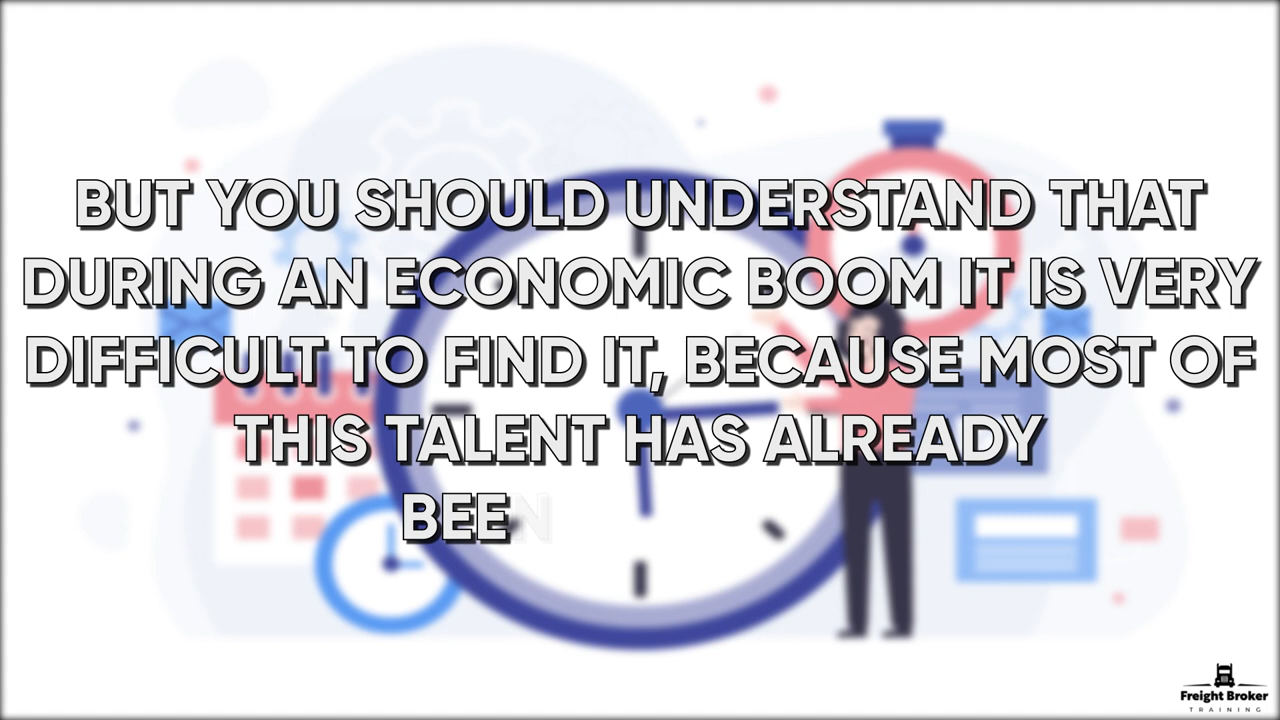 BUT YOU SHOULD UNDERSTAND THAT
DURING AN ECONOMIC BOOM IT IS VERY
DIFFICULT TO FIND IT, BECAUSE MOST OF
THIS TALENT HAS ALREADY
BEEN
Freight Broker
TRAINING